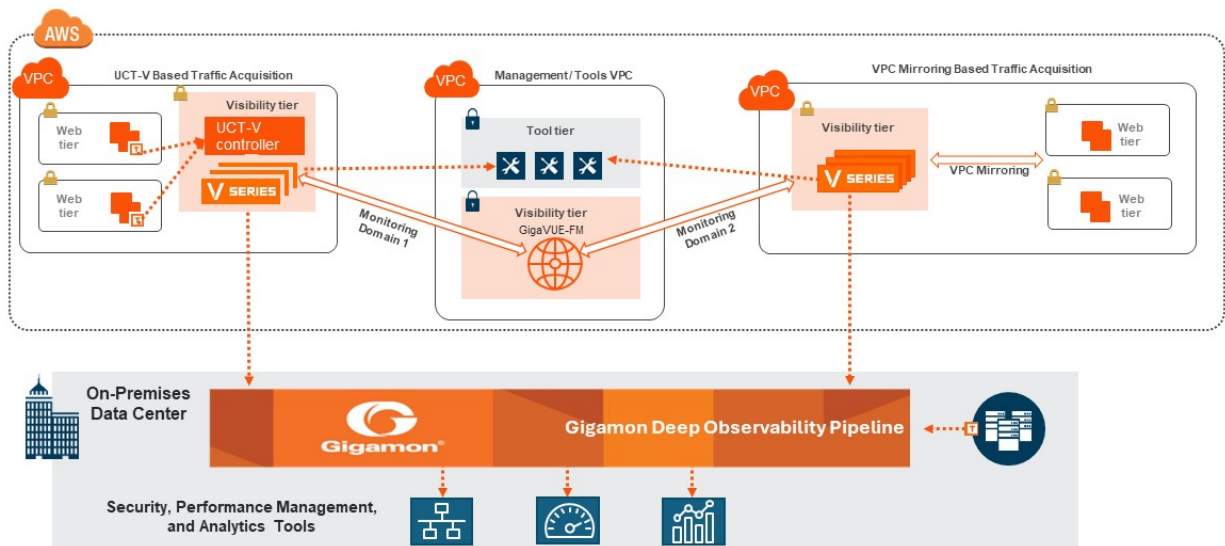 AWS
UCT-V Based Traffic Acquisition
Management/Tools VPC
VPC Mirroring Based Traffic Acquisition
VPC
Visibility tier
Web
tier
T
UCT-V
controller
Web
tier
T
V SERIES
VPC
Tool tier
Visibility tier
GigaVUE-FM
Monitoring
Domain 1
Monitoring
Domain 2
VPC
Visibility tier
V SERIES
VPC Mirroring
Web
tier
Web
tier
On-Premises
Data Center
Gigamon®
Gigamon Deep Observability Pipeline
T
Security, Performance Management,
and Analytics Tools